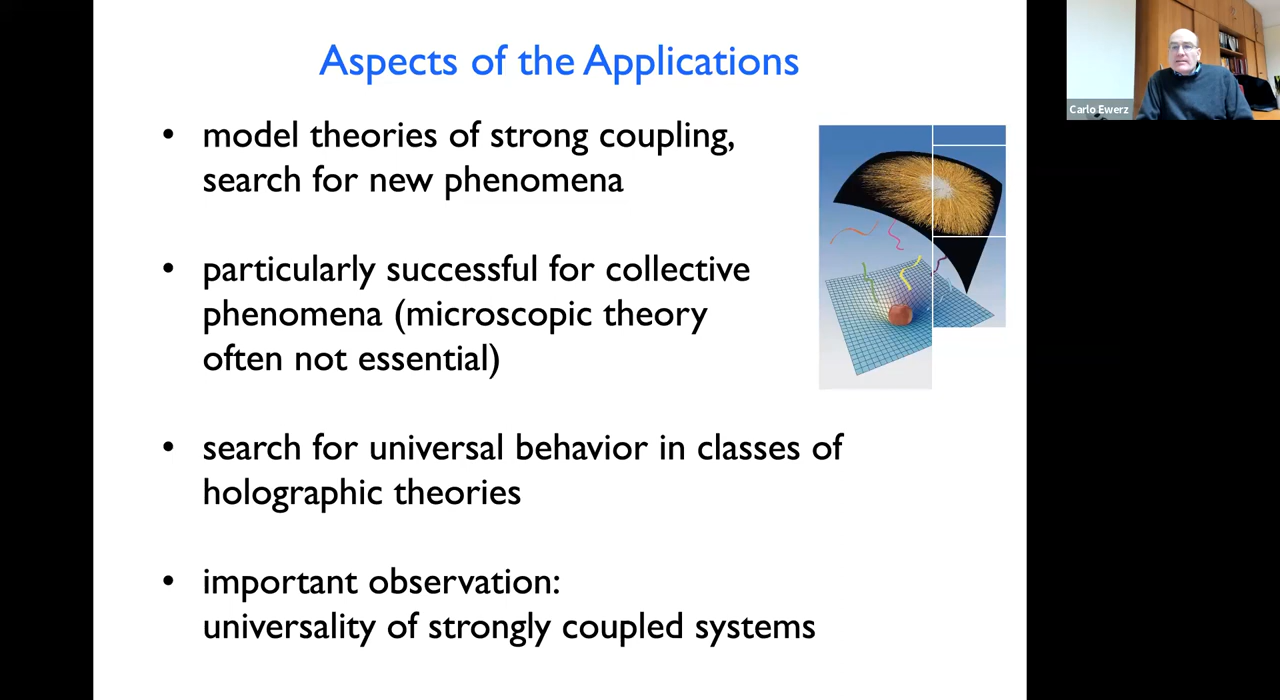 Aspects of the Applications
• model theories of strong coupling,
search for new phenomena
• particularly successful for collective
phenomena (microscopic theory
often not essential)
• search for universal behavior in classes of
holographic theories
• important observation:
universality of strongly coupled systems
Carlo Ewerz